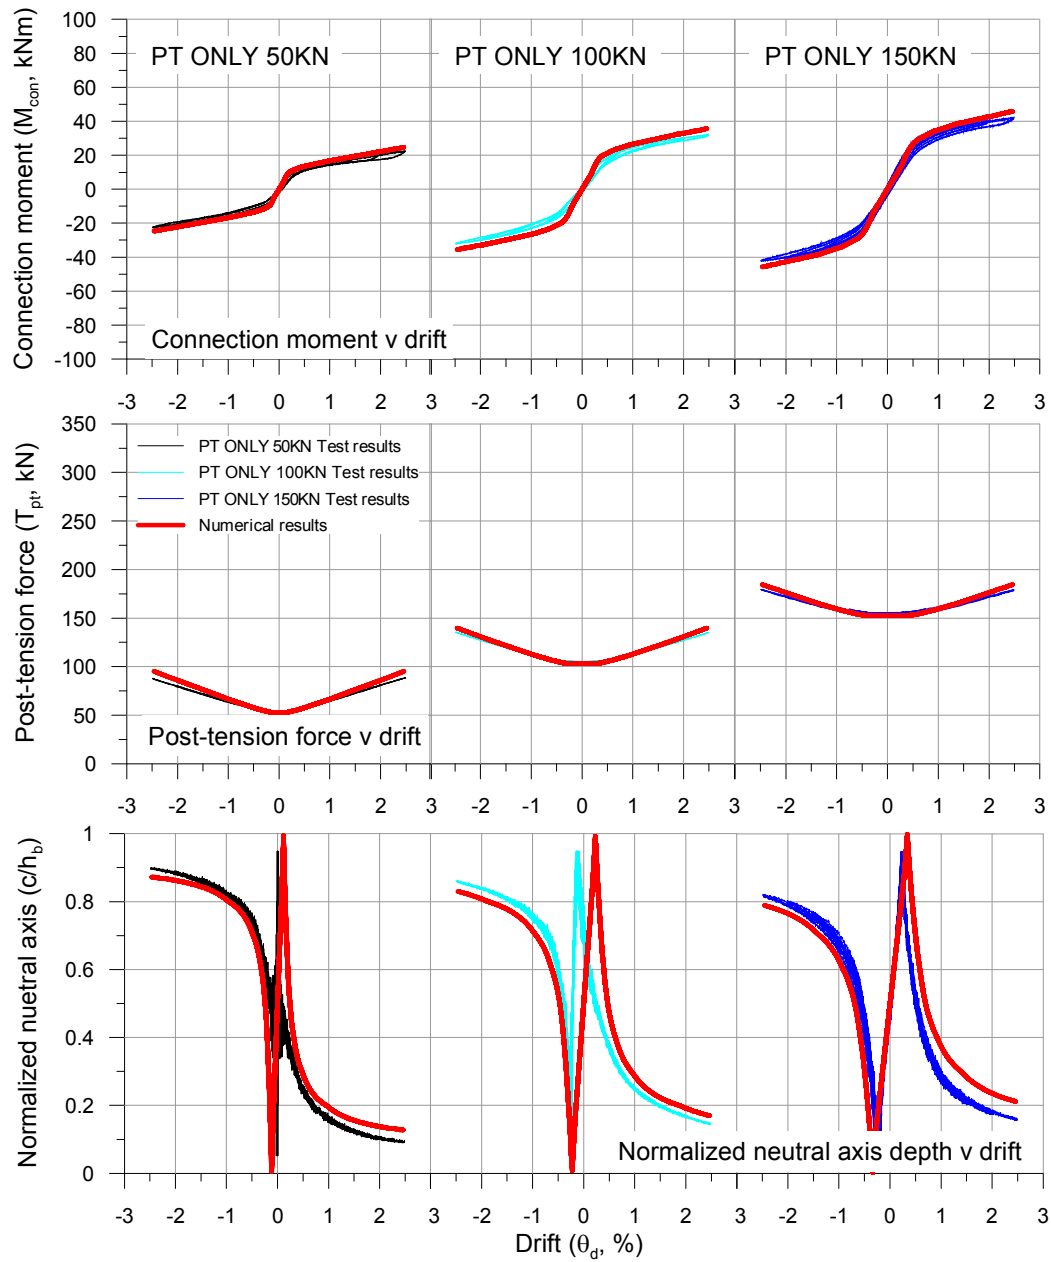 Connection moment (M_con, kNm)
100
80
60
40
20
0
-20
-40
-60
-80
-100
PT ONLY 50KN
PT ONLY 100KN
PT ONLY 150KN
Connection moment v drift
-3 -2 -1 0 1 2 3 -2 -1 0 1 2 3 -2 -1 0 1 2 3
Post-tension force (T_pt, kN)
350
300
250
200
150
100
50
0
PT ONLY 50KN Test results
PT ONLY 100KN Test results
PT ONLY 150KN Test results
Numerical results
Post-tension force v drift
-3 -2 -1 0 1 2 3 -2 -1 0 1 2 3 -2 -1 0 1 2 3
Normalized nuetral axis (c/h_b)
1
0.8
0.6
0.4
0.2
0
Normalized neutral axis depth v drift
-3 -2 -1 0 1 2 3 -2 -1 0 1 2 3 -2 -1 0 1 2 3
Drift (θ_d, %)